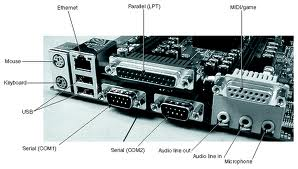 Ethernet
Parallel (LPT)
MIDI/game
Mouse
Keyboard
USB
Serial (COM1)
Serial (COM2)
Audio line out
Audio line in
Microphone